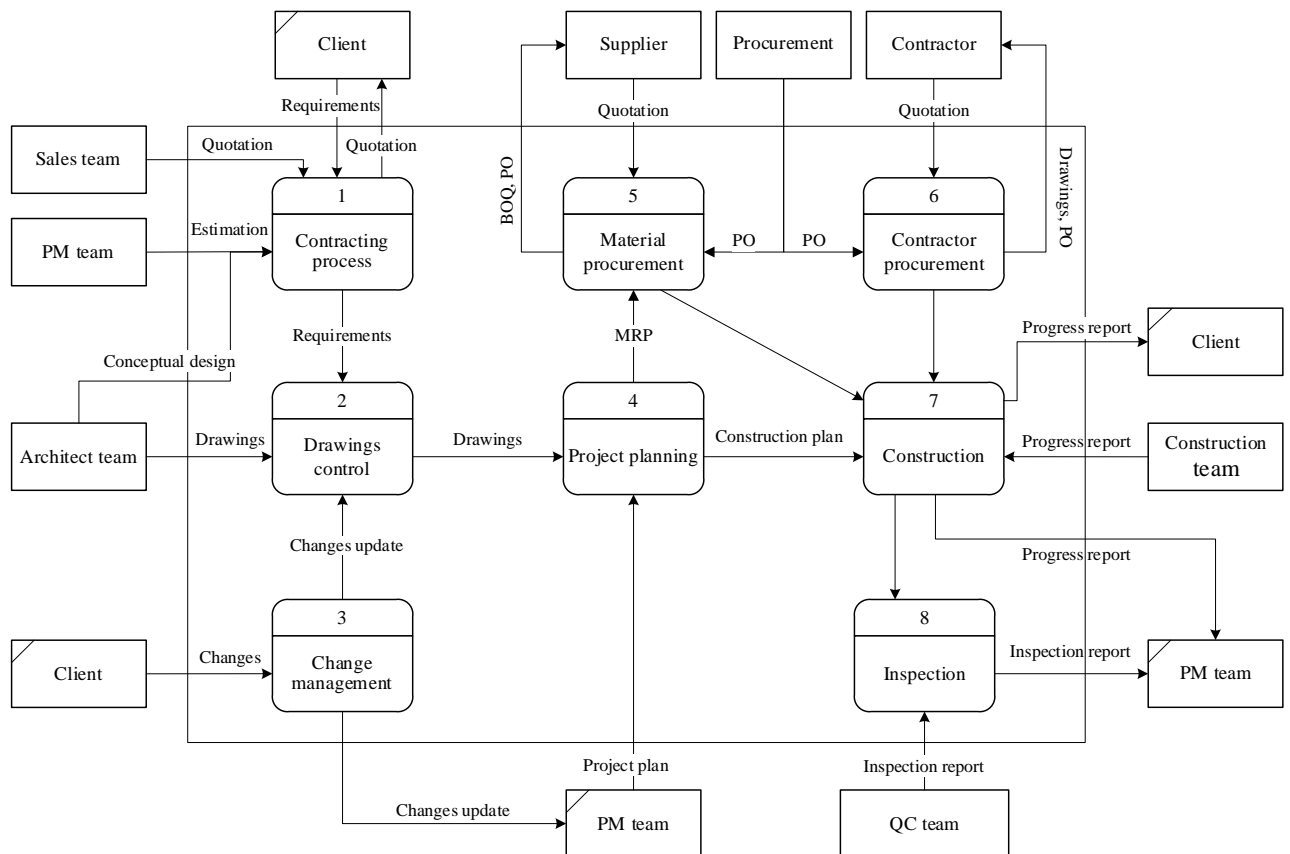 Client
Supplier
Procurement
Contractor
Requirements
Quotation
Quotation
Sales team
Quotation
Quotation
BOQ, PO
Drawings, PO
1
Contracting
process
5
Material
procurement
6
Contractor
procurement
PM team
Estimation
PO
PO
Requirements
MRP
Progress report
Client
Conceptual design
2
Drawings
control
4
Project planning
7
Construction
Architect team
Drawings
Drawings
Construction plan
Progress report
Construction
team
Changes update
Progress report
3
Change
management
8
Inspection
Client
Changes
Inspection report
PM team
Project plan
Inspection report
Changes update
PM team
QC team